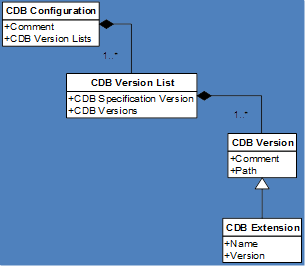 CDB Configuration
+Comment
+CDB Version Lists
1..*
CDB Version List
+CDB Specification Version
+CDB Versions
1..*
CDB Version
+Comment
+Path
CDB Extension
+Name
+Version